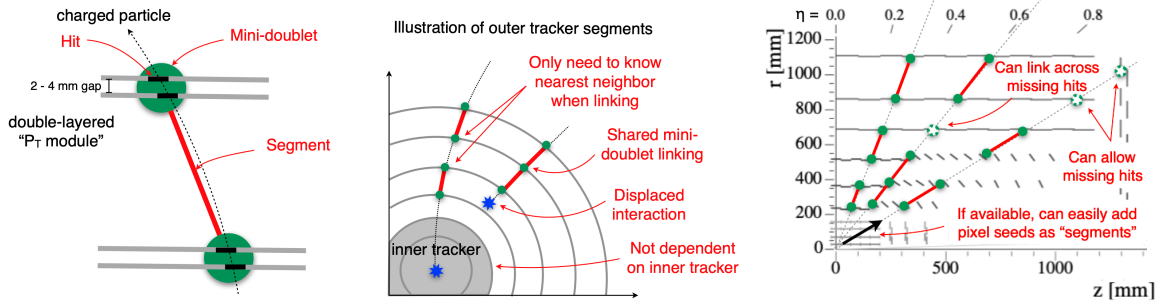 charged particle
Hit
Mini-doublet
2 - 4 mm gap
double-layered
“PT module”
Segment
Illustration of outer tracker segments
Only need to know
nearest neighbor
when linking
Shared mini-
doublet linking
Displaced
interaction
inner tracker
Not dependent
on inner tracker
η = 0.0 0.2 0.4 0.6 0.8
r [mm]
1200
1000
800
600
400
200
0
Can link across
missing hits
Can allow
missing hits
If available, can easily add
pixel seeds as “segments”
0 500 1000
z [mm]